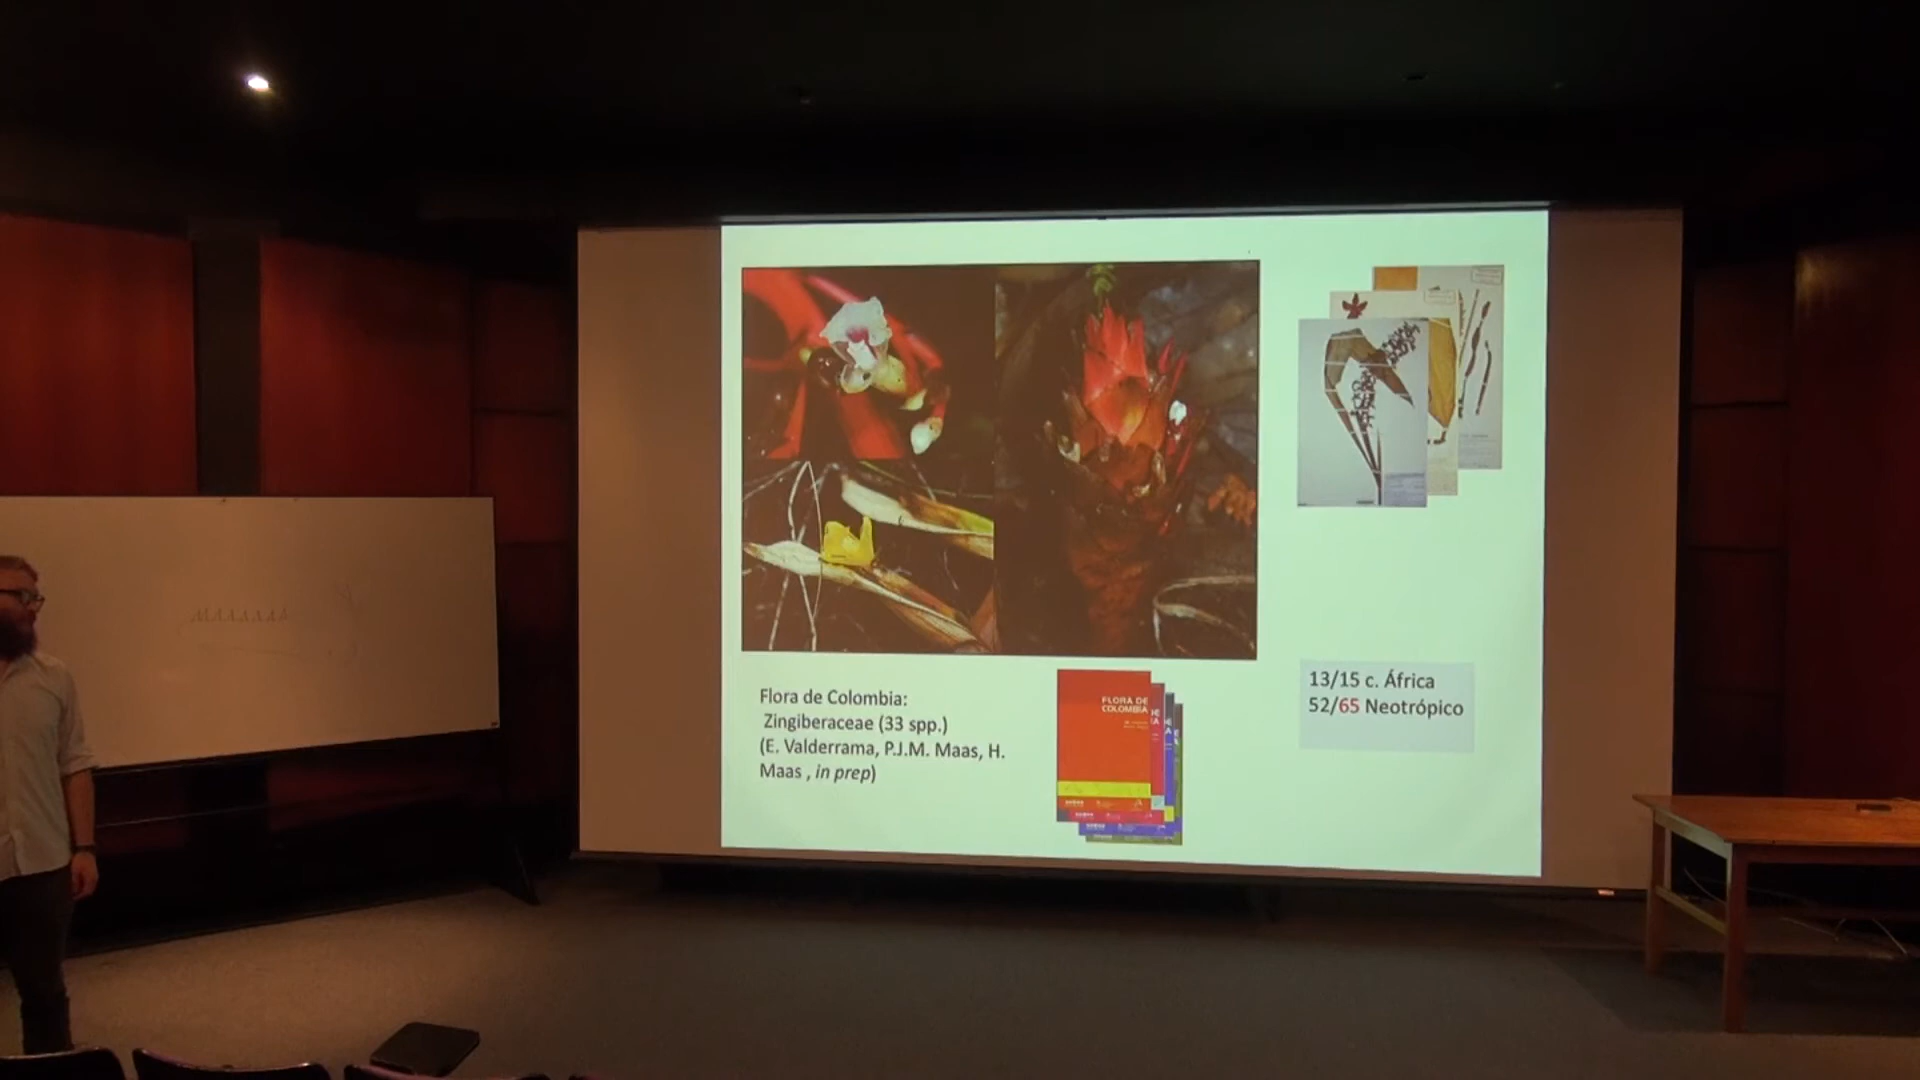 Flora de Colombia:
Zingiberaceae (33 spp.)
(E. Valderrama, P.J.M. Maas, H.
Maas , in prep)
FLORA DE
COLOMBIA
13/15 c. África
52/65 Neotrópico